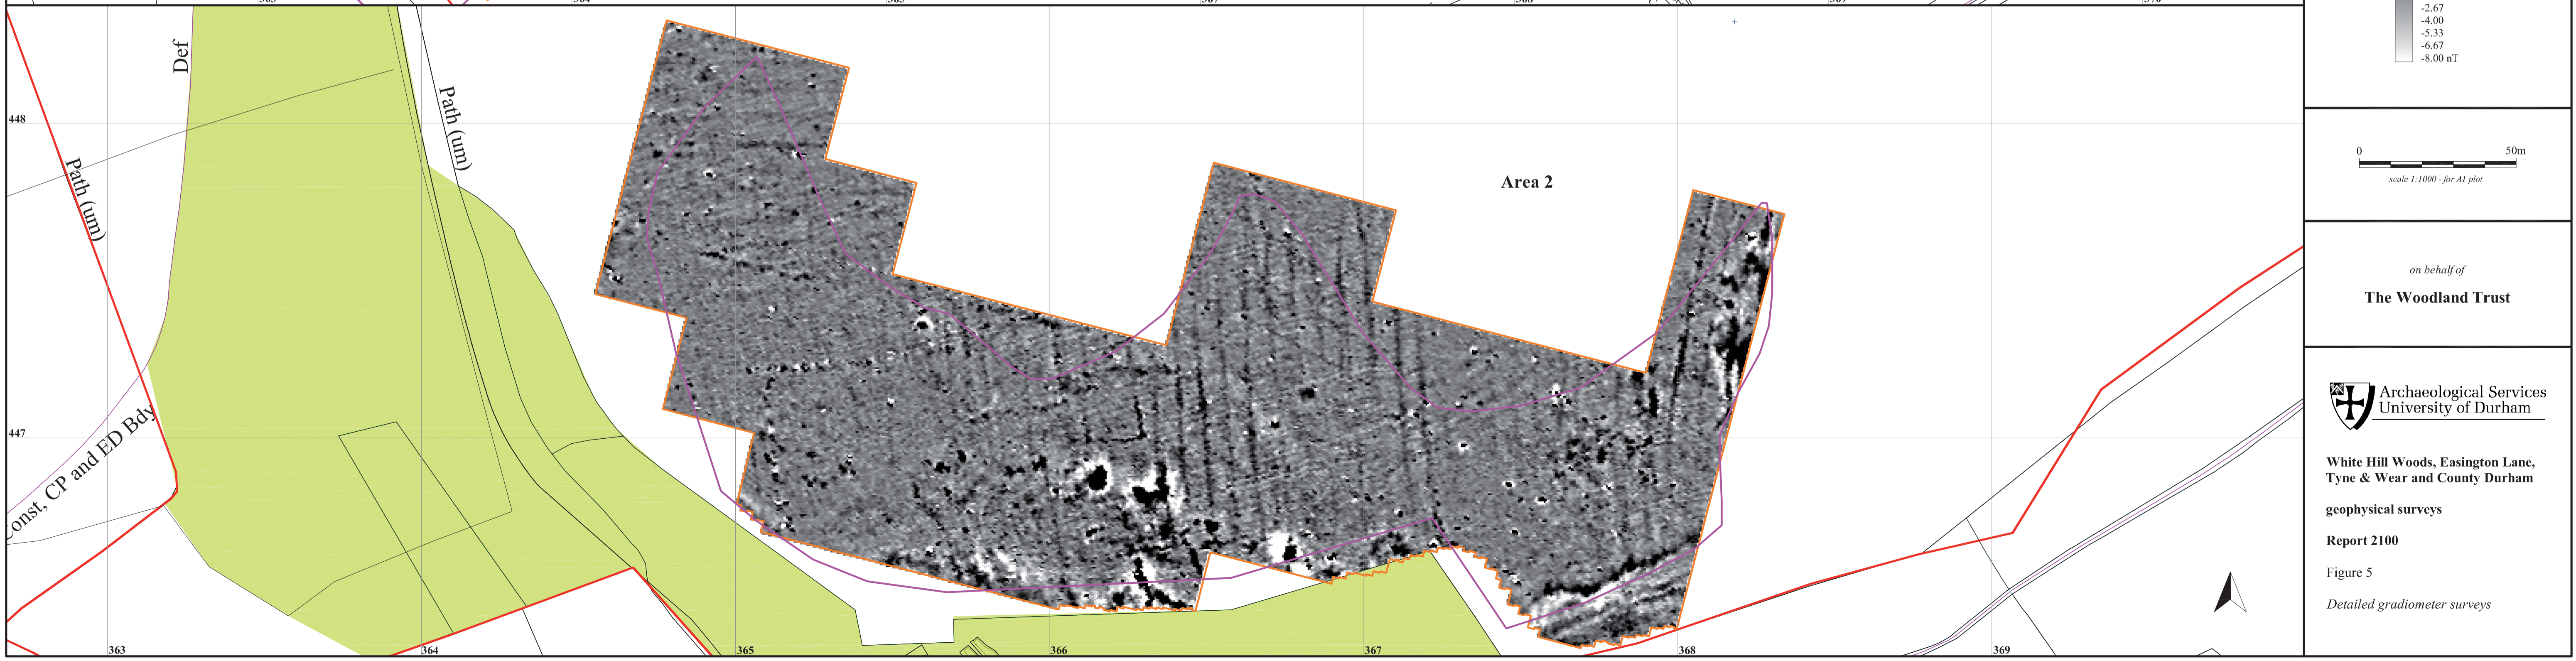 Def
Path (um)
Path (um)
448
Area 2
447
Const, CP and ED Bdy
363
364
365
366
367
368
369
-2.67
-4.00
-5.33
-6.67
-8.00 nT
0 50m
scale 1:1000 - for A1 plot
on behalf of
The Woodland Trust
Archaeological Services
University of Durham
White Hill Woods, Easington Lane,
Tyne & Wear and County Durham
geophysical surveys
Report 2100
Figure 5
Detailed gradiometer surveys